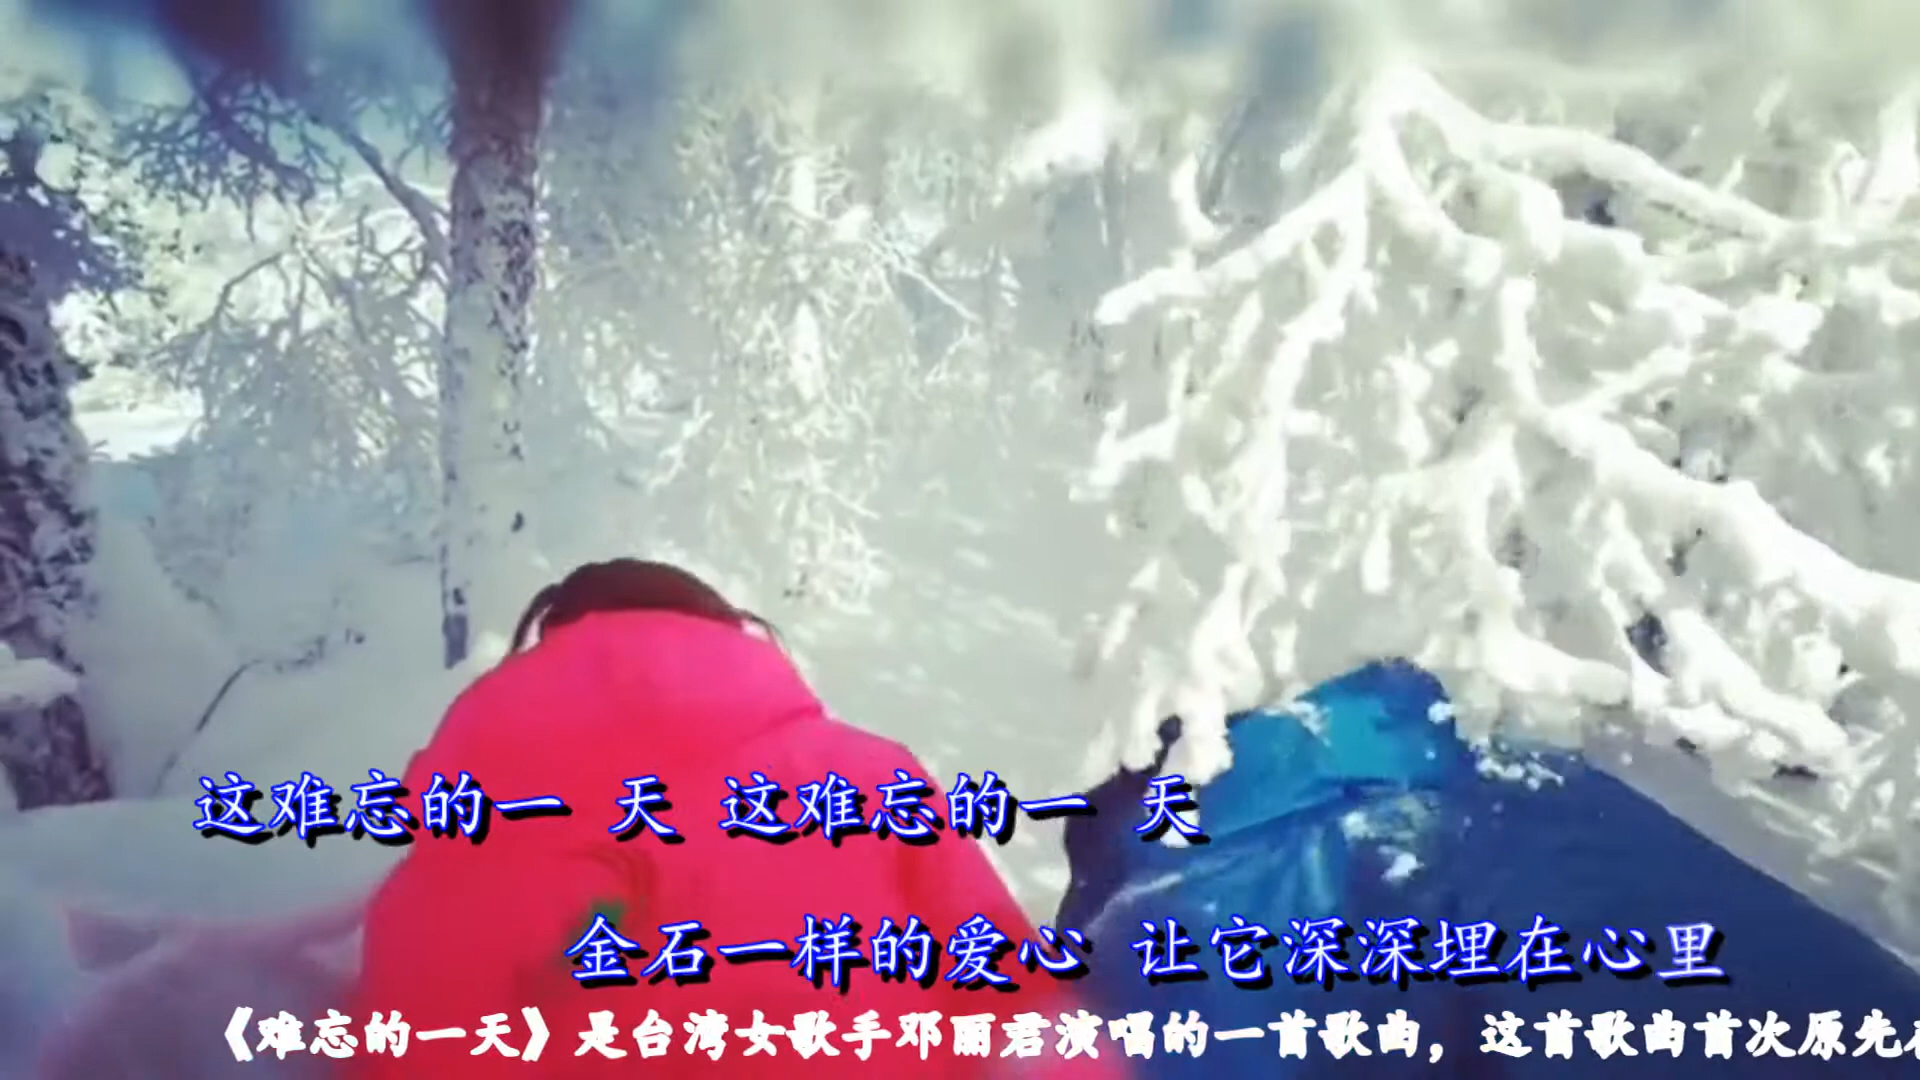 这难忘的一 天 这难忘的一 天
金石一样的爱心 让它深深埋在心里
《难忘的一天》是台湾女歌手邓丽君演唱的一首歌曲，这首歌曲首次原先在